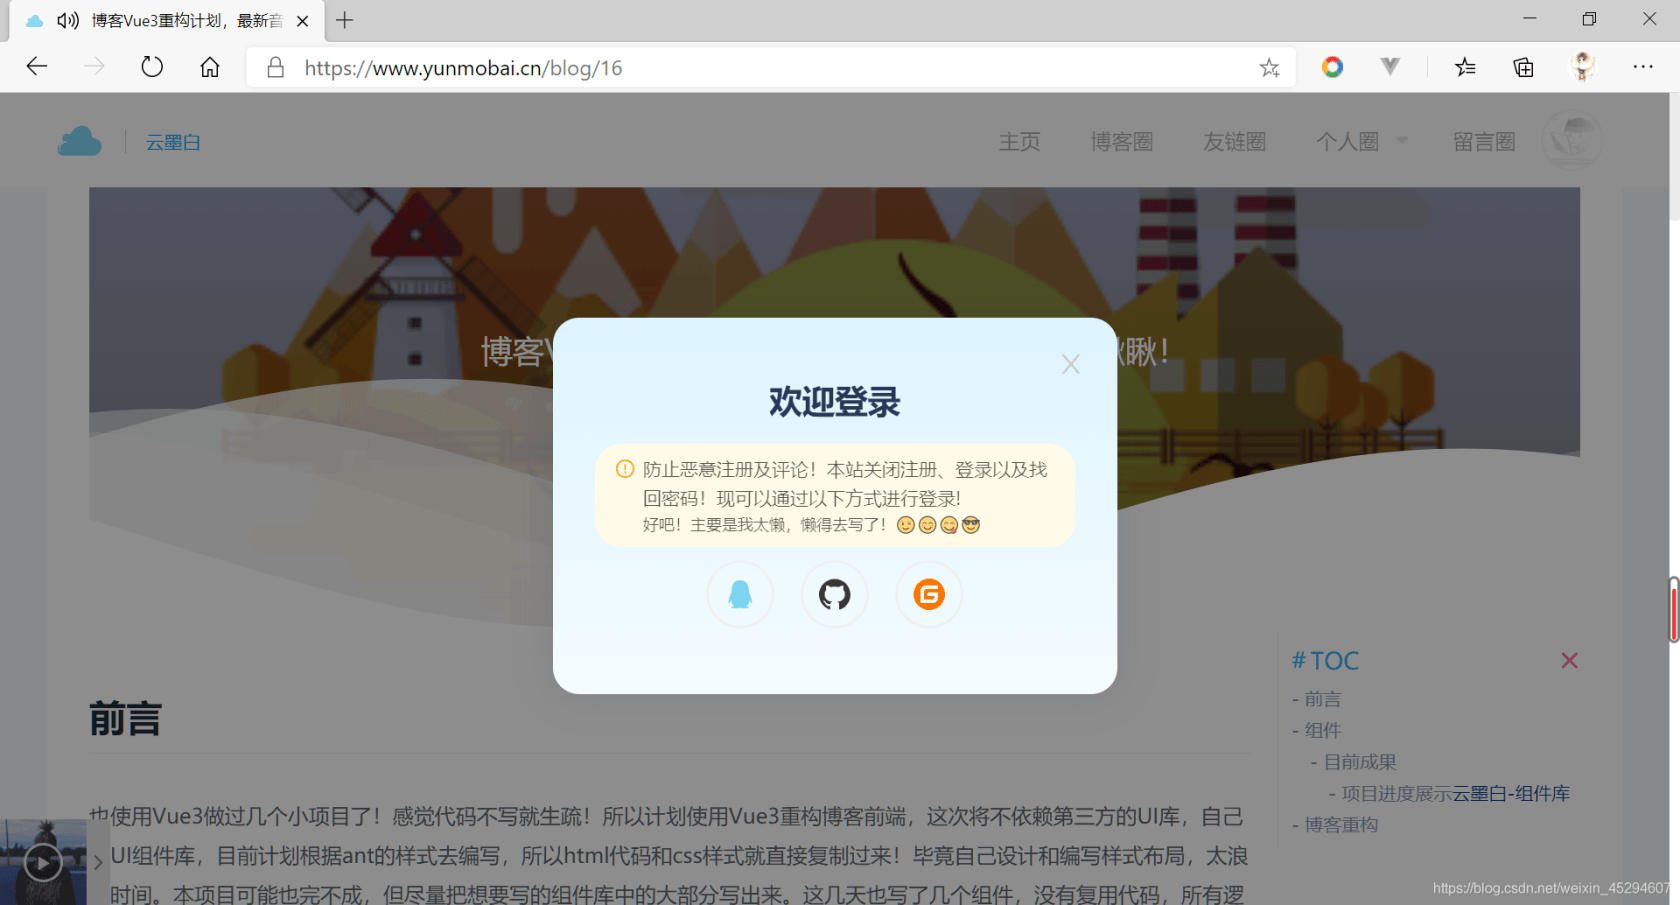 博客Vue3重构计划，最新音
https://www.yunmobai.cn/blog/16
云墨白
主页
博客圈
友链圈
个人圈
留言圈
博客V
瞅！
欢迎登录
防止恶意注册及评论！本站关闭注册、登录以及找
回密码！现可以通过以下方式进行登录!
好吧！主要是我太懒，懒得去写了！😉😊😋😎
G
# TOC
- 前言
- 组件
- 目前成果
- 项目进度展示云墨白-组件库
- 博客重构
前言
也使用Vue3做过几个小项目了！感觉代码不写就生疏！所以计划使用Vue3重构博客前端，这次将不依赖第三方的UI库，自己
UI组件库，目前计划根据ant的样式去编写，所以html代码和css样式就直接复制过来！毕竟自己设计和编写样式布局，太浪
时间。本项目可能也完不成，但尽量把想要写的组件库中的大部分写出来。这几天也写了几个组件，没有复用代码，所有逻
https://blog.csdn.net/weixin_45294607